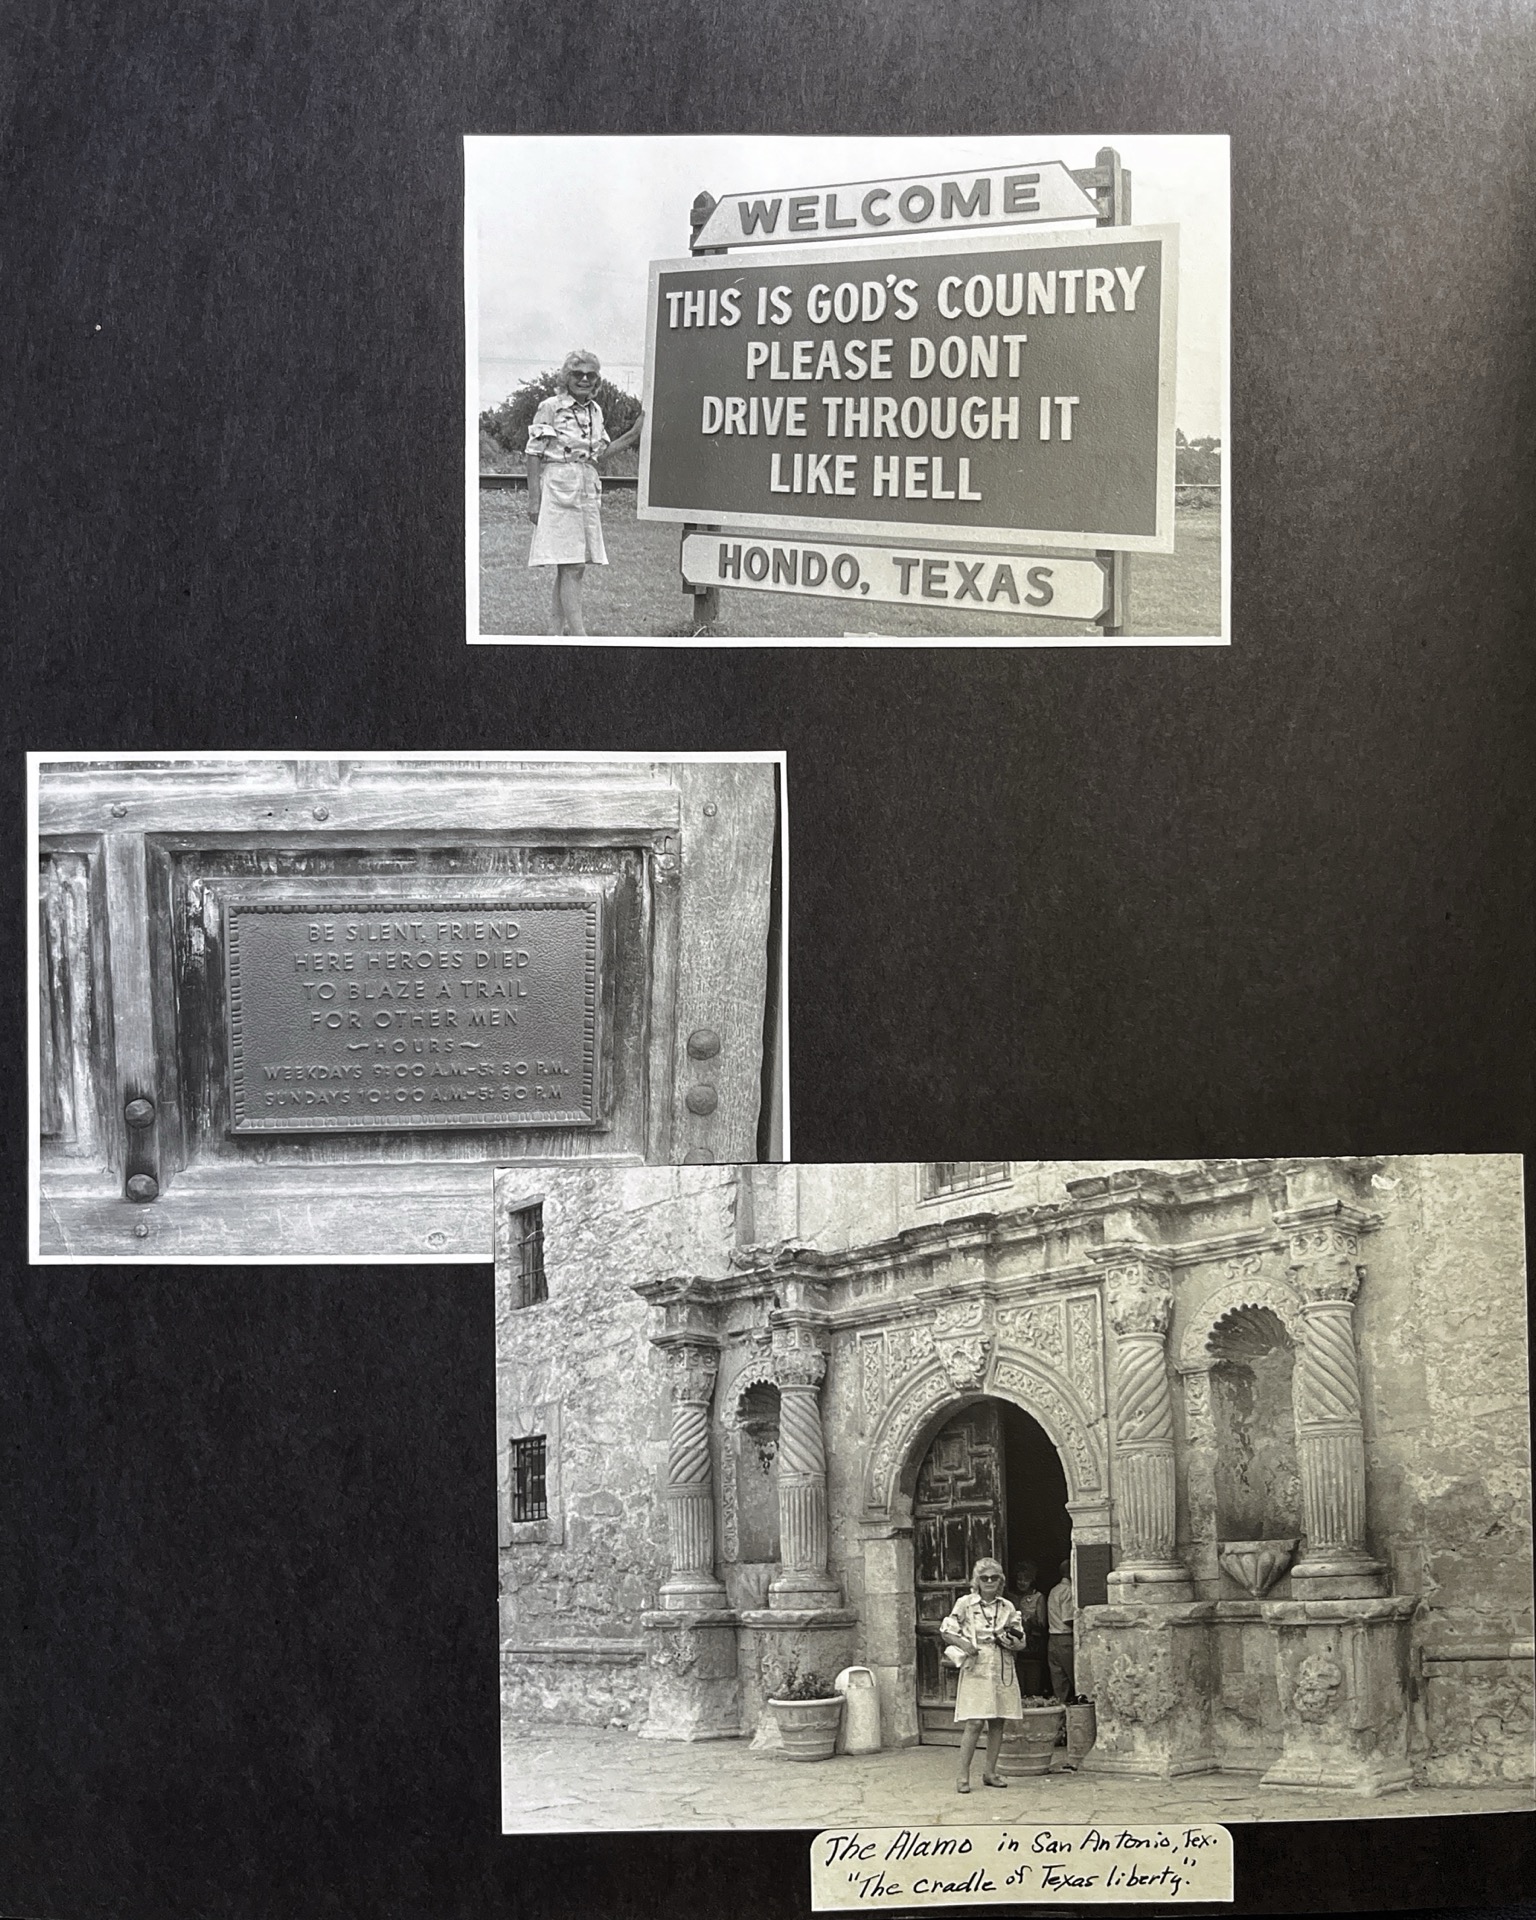 WELCOME
THIS IS GOD'S COUNTRY
PLEASE DONT
DRIVE THROUGH IT
LIKE HELL
HONDO, TEXAS
BE SILENT, FRIEND
HERE HEROES DIED
TO BLAZE A TRAIL
FOR OTHER MEN
~HOURS~
WEEKDAYS 9:00 A.M.-5:30 P.M.
SUNDAYS 10:00 A.M.-5:30 P.M
The Alamo in San Antonio, Tex.
"The cradle of Texas liberty."